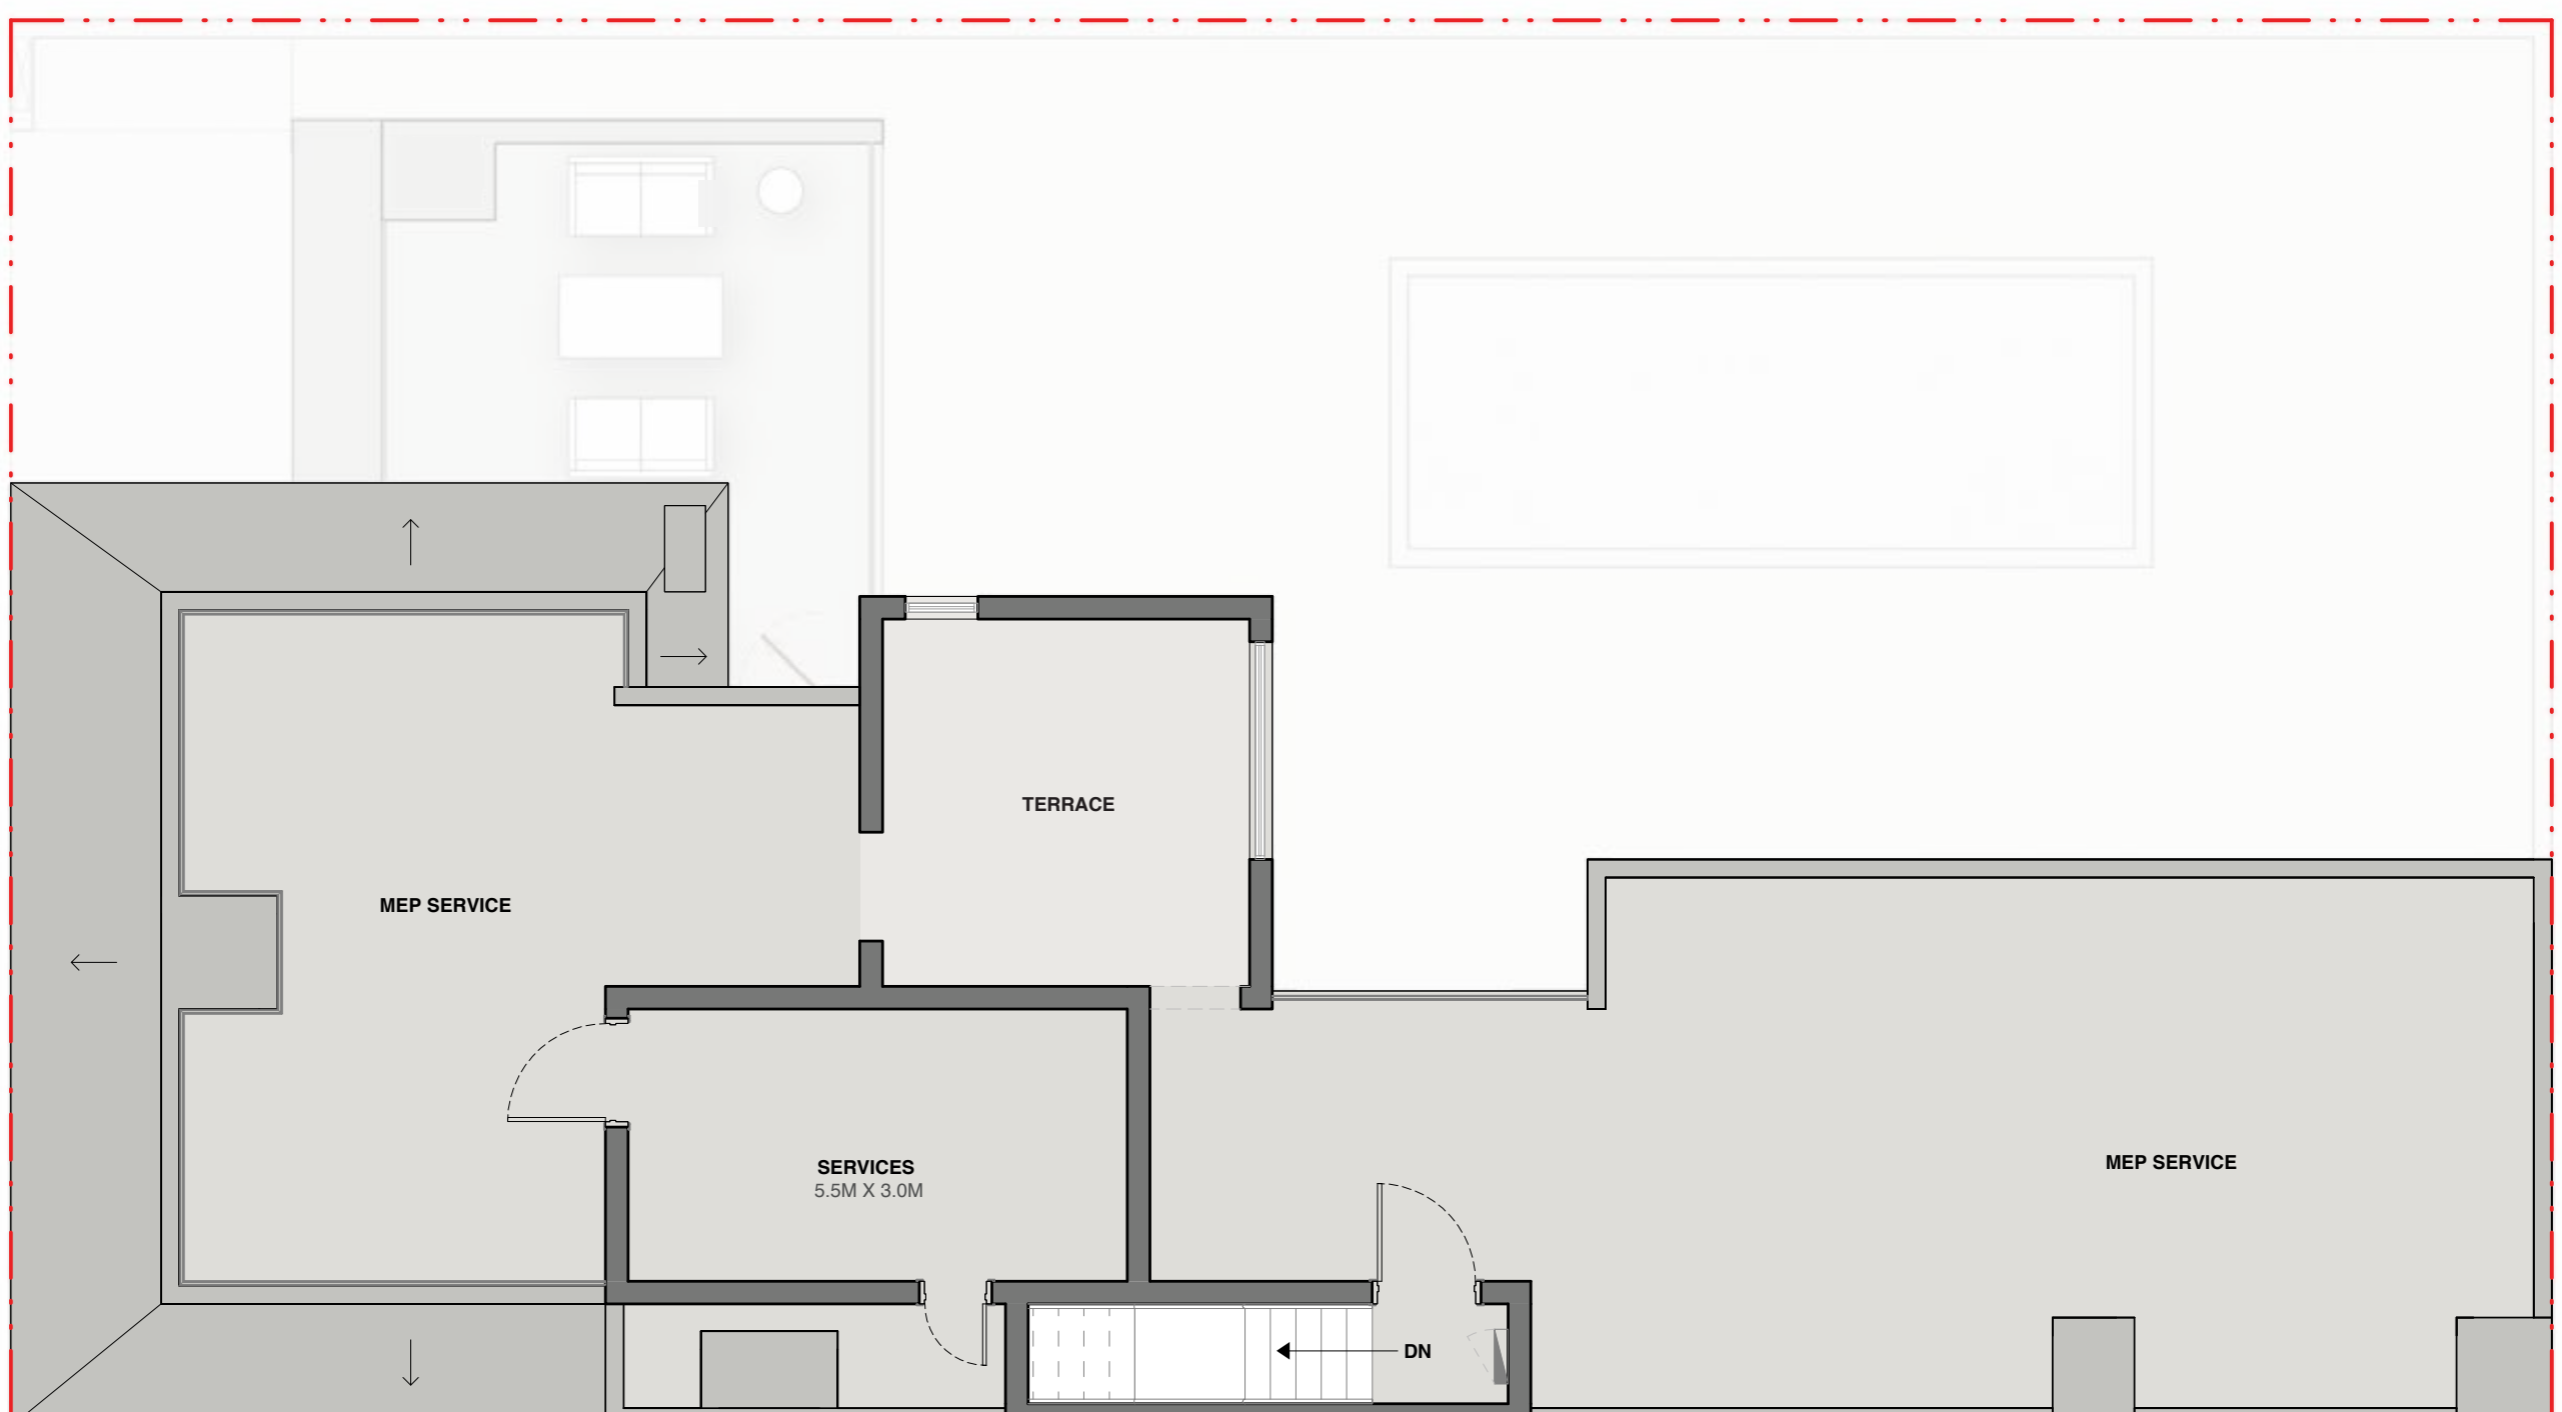 TERRACE
MEP SERVICE
SERVICES
5.5M X 3.0M
MEP SERVICE
DN